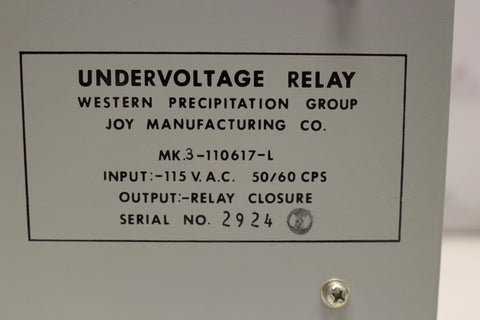 UNDERVOLTAGE RELAY
WESTERN PRECIPITATION GROUP
JOY MANUFACTURING CO.
MK.3-110617-L
INPUT:-115 V.A.C. 50/60 CPS
OUTPUT:-RELAY CLOSURE
SERIAL NO. 2924